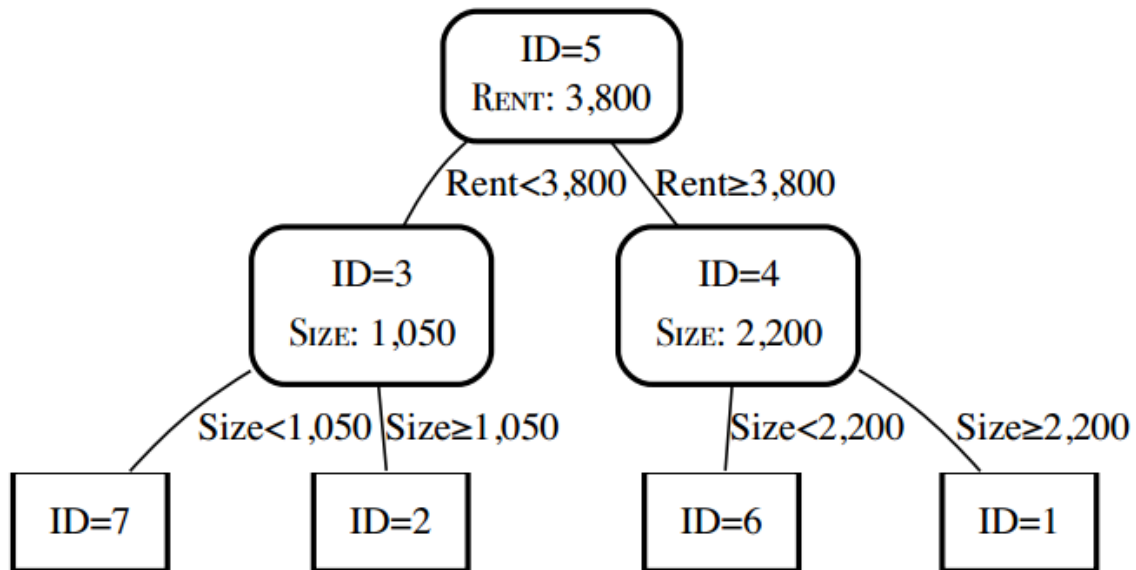 ID=5
RENT: 3,800
Rent<3,800 Rent≥3,800
ID=3 ID=4
SIZE: 1,050 SIZE: 2,200
Size<1,050 Size≥1,050 Size<2,200 Size≥2,200
ID=7 ID=2 ID=6 ID=1